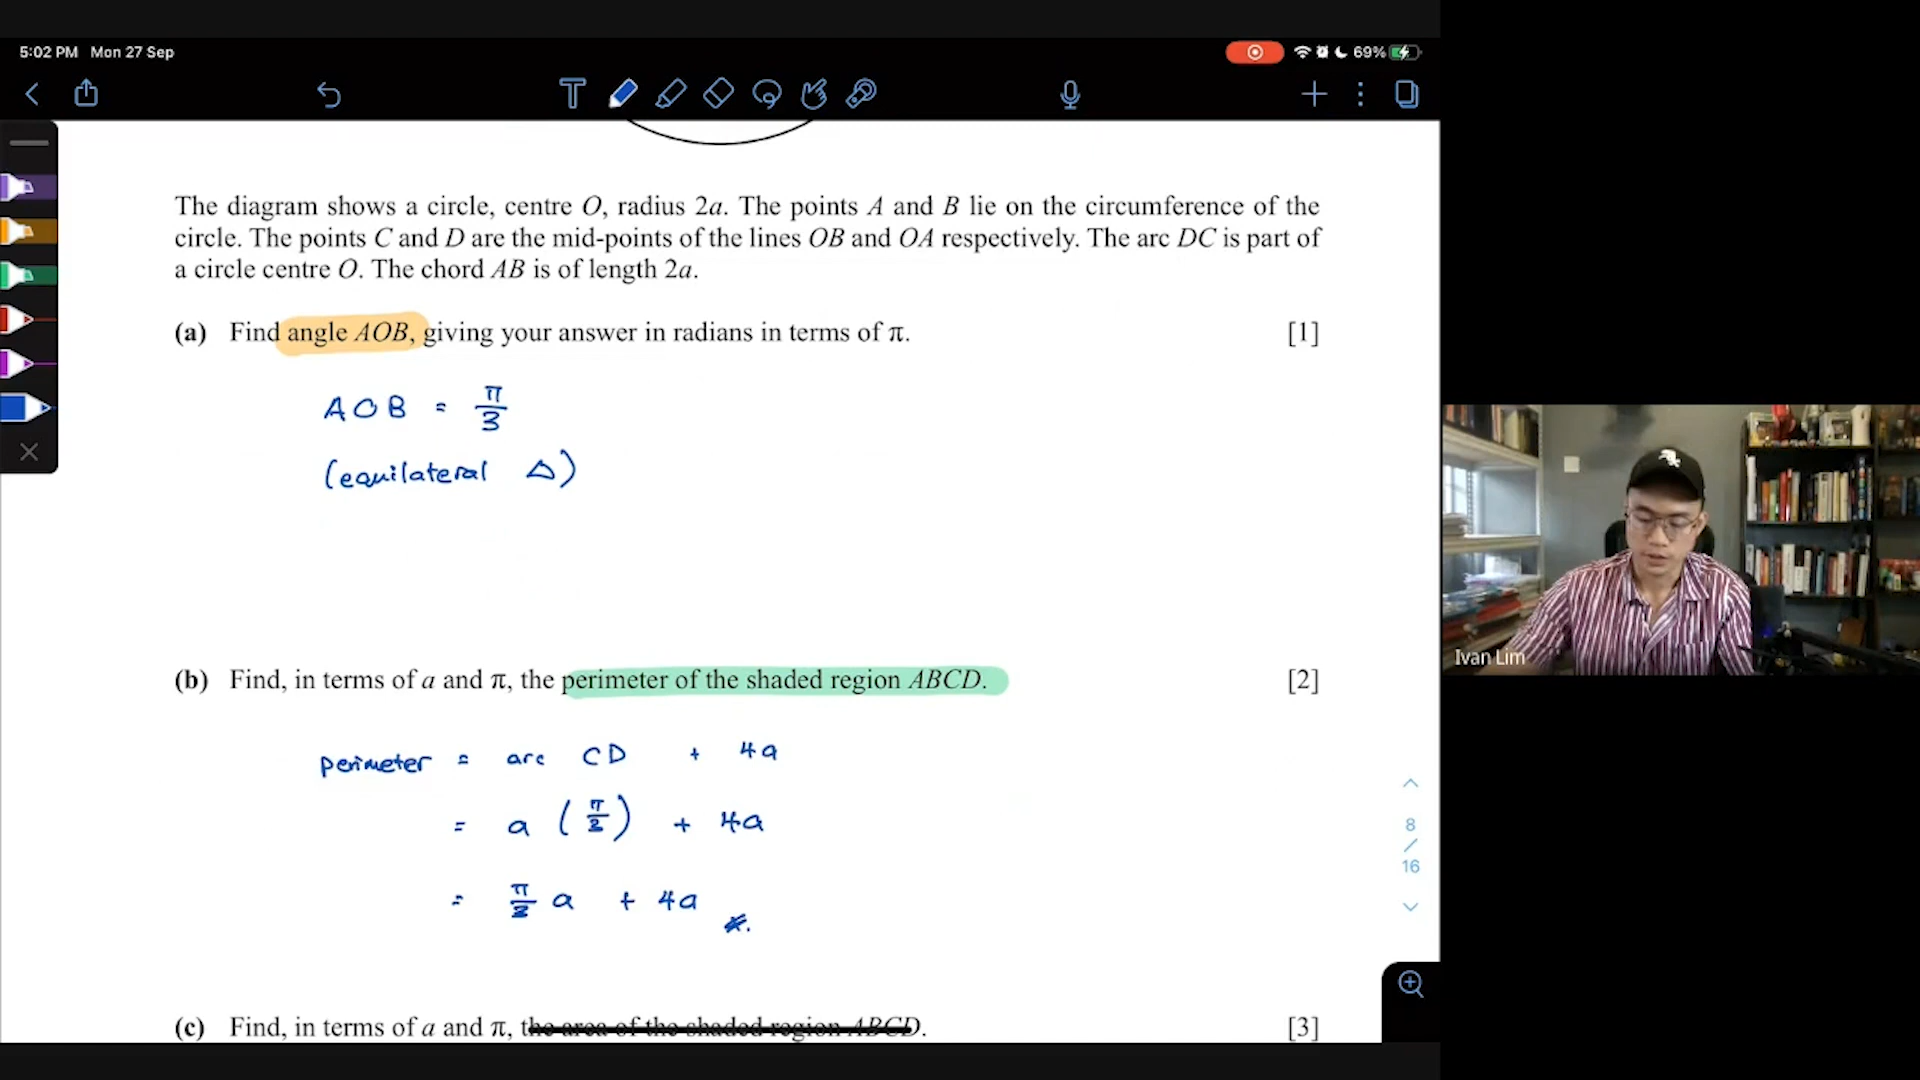 5:02 PM Mon 27 Sep
69%
The diagram shows a circle, centre O, radius 2a. The points A and B lie on the circumference of the
circle. The points C and D are the mid-points of the lines OB and OA respectively. The arc DC is part of
a circle centre O. The chord AB is of length 2a.
(a) Find angle AOB, giving your answer in radians in terms of π. [1]
AOB = π/3
(equilateral △)
Ivan Lim
(b) Find, in terms of a and π, the perimeter of the shaded region ABCD. [2]
perimeter = arc CD + 4a
= a (π/3) + 4a
= π/3 a + 4a
8
/
16
(c) Find, in terms of a and π, the area of the shaded region ABCD. [3]